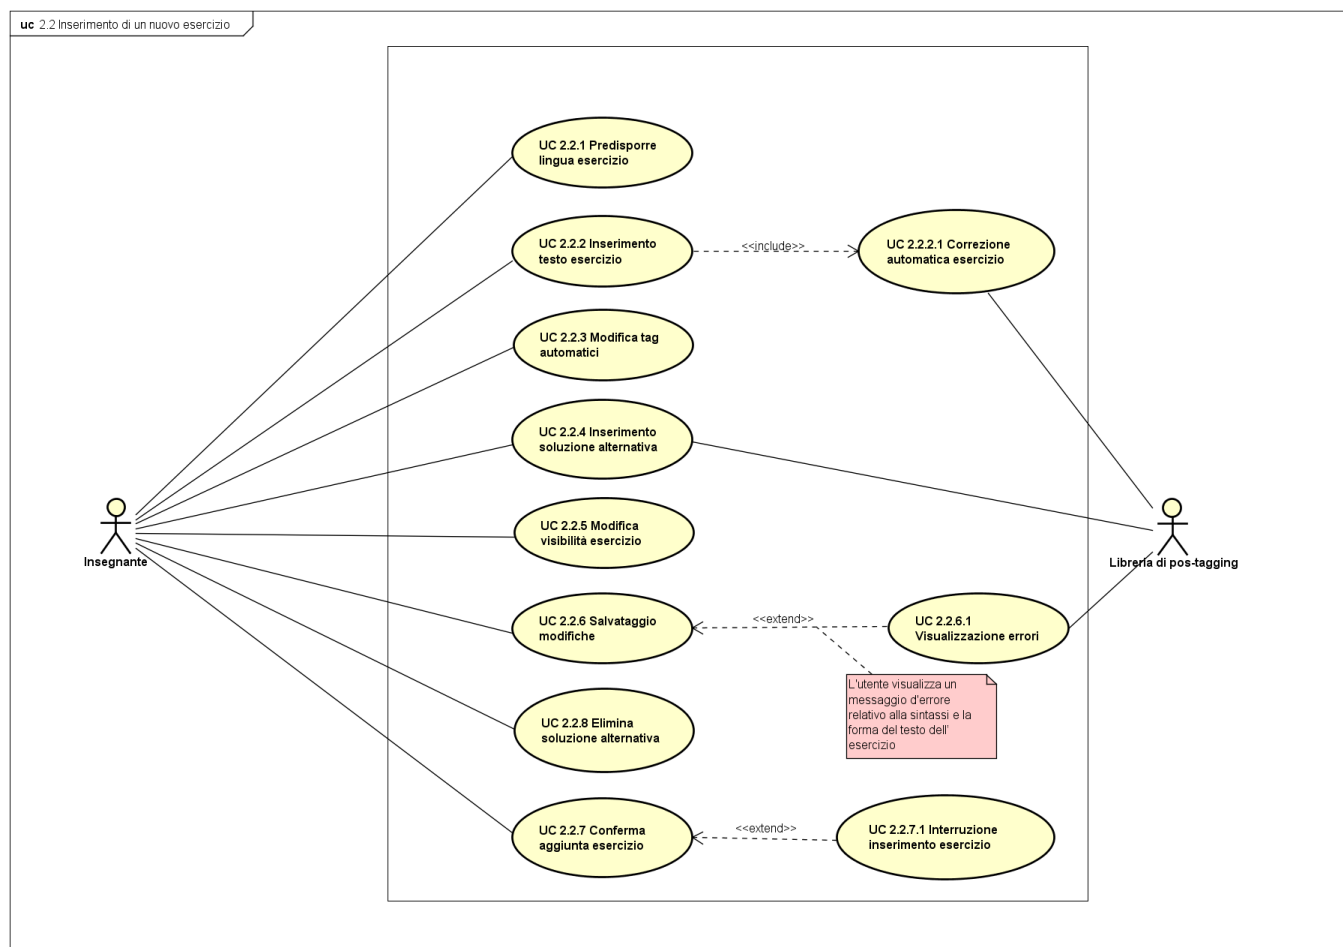 uc 2.2 Inserimento di un nuovo esercizio
UC 2.2.1 Predisporre
lingua esercizio
UC 2.2.2 Inserimento
testo esercizio
<<include>>
UC 2.2.2.1 Correzione
automatica esercizio
UC 2.2.3 Modifica tag
automatici
UC 2.2.4 Inserimento
soluzione alternativa
Insegnante
UC 2.2.5 Modifica
visibilità esercizio
Libreria di pos-tagging
UC 2.2.6 Salvataggio
modifiche
<<extend>>
UC 2.2.6.1
Visualizzazione errori
L'utente visualizza un
messaggio d'errore
relativo alla sintassi e la
forma del testo dell'
esercizio
UC 2.2.8 Elimina
soluzione alternativa
UC 2.2.7 Conferma
aggiunta esercizio
<<extend>>
UC 2.2.7.1 Interruzione
inserimento esercizio